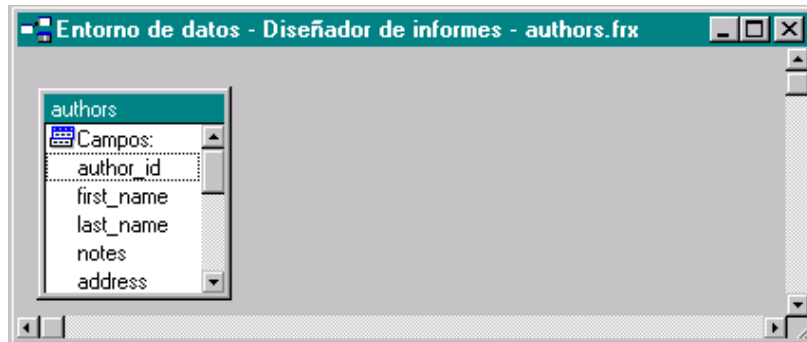 Entorno de datos - Diseñador de informes - authors.frx
authors
Campos:
author_id
first_name
last_name
notes
address